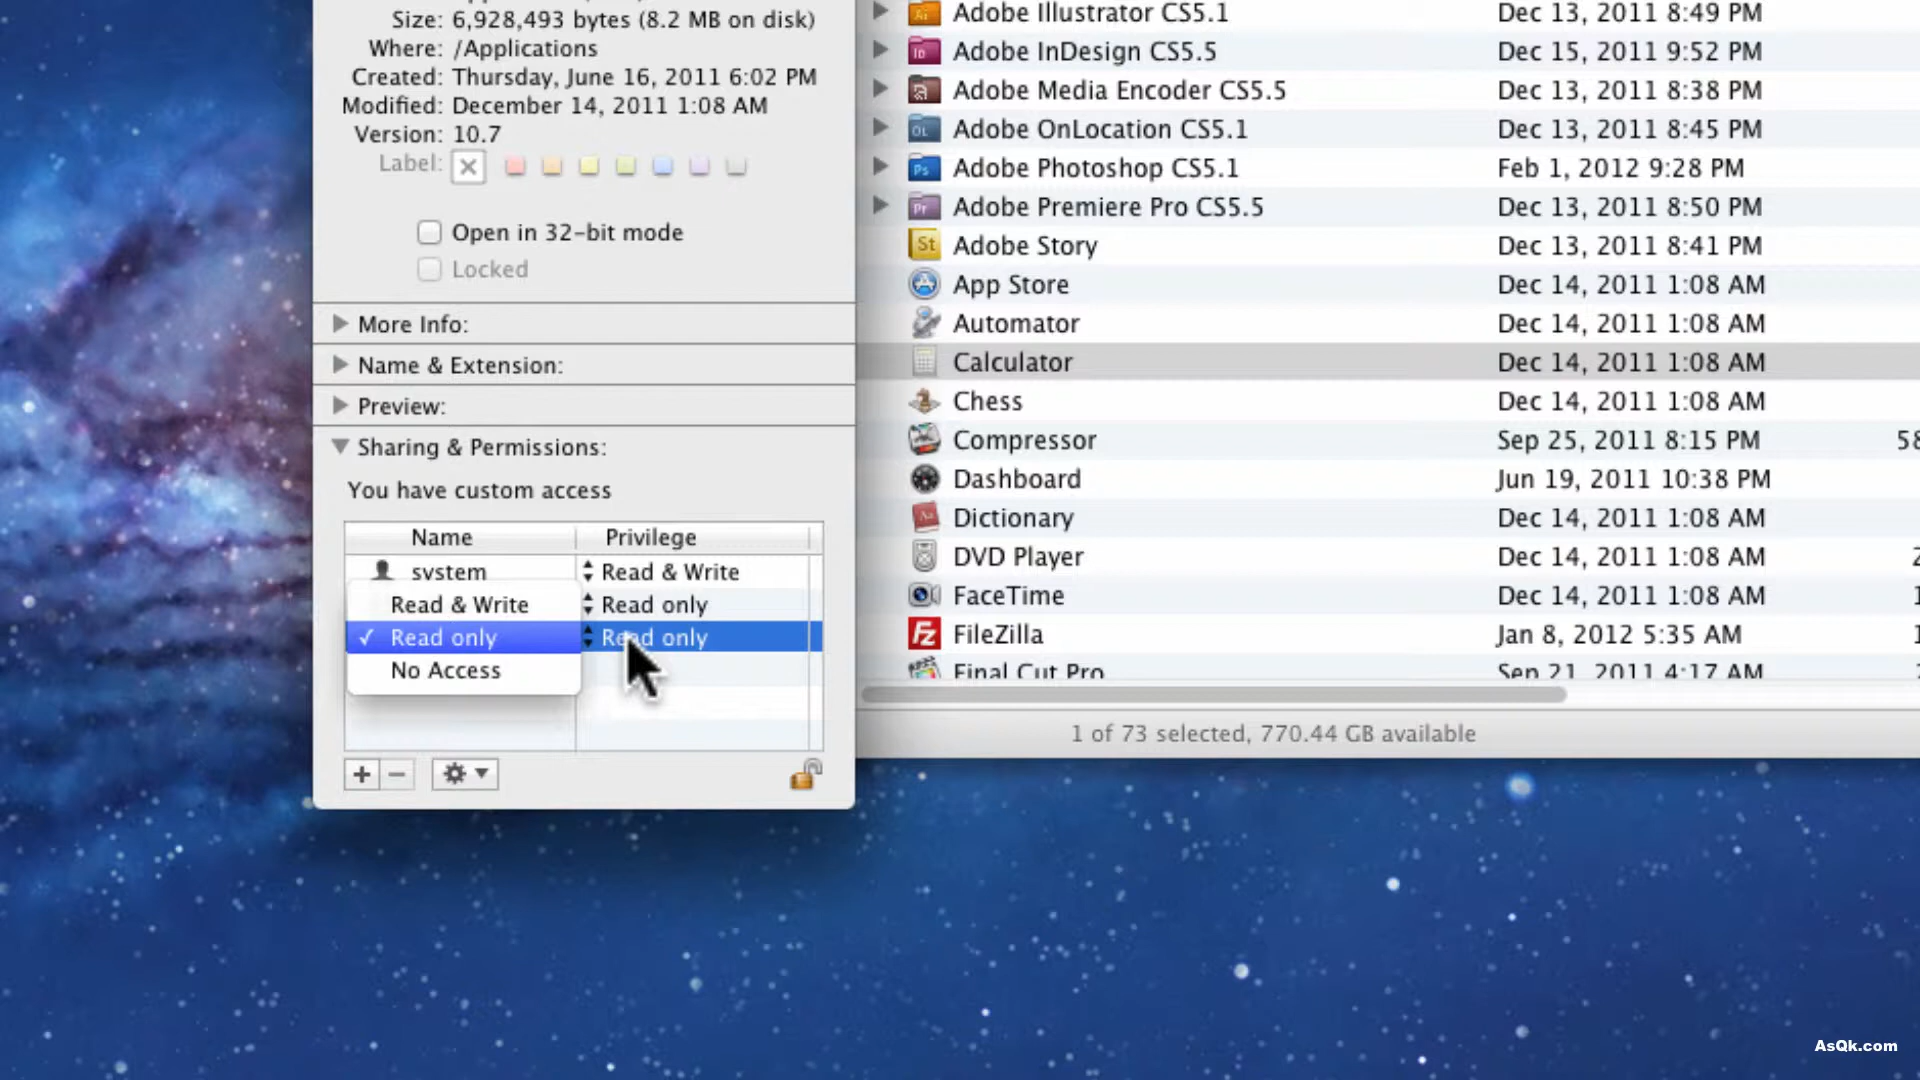 Size: 6,928,493 bytes (8.2 MB on disk)
Where: /Applications
Created: Thursday, June 16, 2011 6:02 PM
Modified: December 14, 2011 1:08 AM
Version: 10.7
Label:
Open in 32-bit mode
Locked
More Info:
Name & Extension:
Preview:
Sharing & Permissions:
You have custom access
Name Privilege
system Read & Write
Read & Write Read only
✓ Read only Read only
No Access
Adobe Illustrator CS5.1 Dec 13, 2011 8:49 PM
Adobe InDesign CS5.5 Dec 15, 2011 9:52 PM
Adobe Media Encoder CS5.5 Dec 13, 2011 8:38 PM
Adobe OnLocation CS5.1 Dec 13, 2011 8:45 PM
Adobe Photoshop CS5.1 Feb 1, 2012 9:28 PM
Adobe Premiere Pro CS5.5 Dec 13, 2011 8:50 PM
Adobe Story Dec 13, 2011 8:41 PM
App Store Dec 14, 2011 1:08 AM
Automator Dec 14, 2011 1:08 AM
Calculator Dec 14, 2011 1:08 AM
Chess Dec 14, 2011 1:08 AM
Compressor Sep 25, 2011 8:15 PM 58
Dashboard Jun 19, 2011 10:38 PM
Dictionary Dec 14, 2011 1:08 AM
DVD Player Dec 14, 2011 1:08 AM
FaceTime Dec 14, 2011 1:08 AM
FileZilla Jan 8, 2012 5:35 AM
Final Cut Pro Sep 21, 2011 4:17 AM
1 of 73 selected, 770.44 GB available
AsQk.com